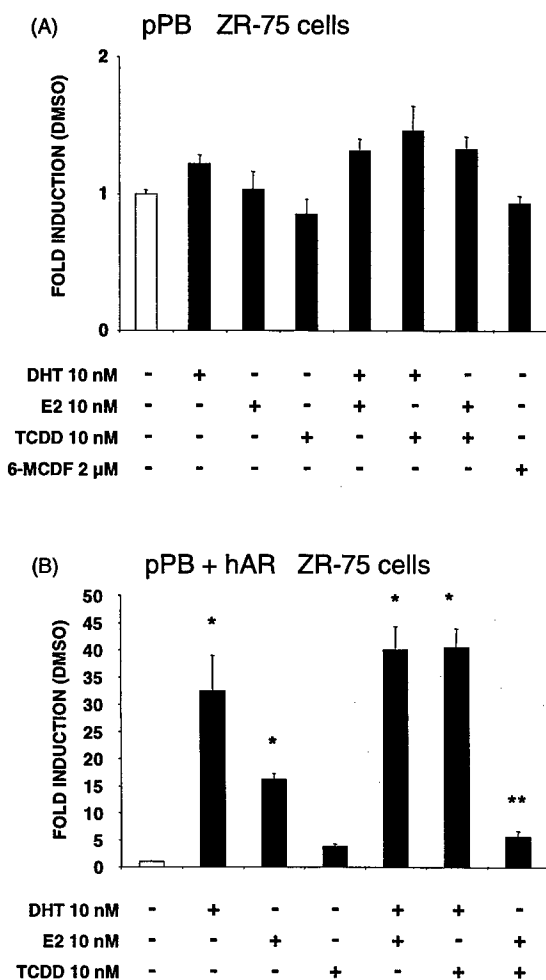 (A) pPB ZR-75 cells
FOLD INDUCTION (DMSO)
2
1
0
DHT 10 nM - + - - + + - -
E2 10 nM - - + - + - + -
TCDD 10 nM - - - + - + + -
6-MCDF 2 µM - - - - - - - +
(B) pPB + hAR ZR-75 cells
FOLD INDUCTION (DMSO)
50
45
40
35
30
25
20
15
10
5
0
* * * * **
DHT 10 nM - + - - + + -
E2 10 nM - - + - + - +
TCDD 10 nM - - - + - + +